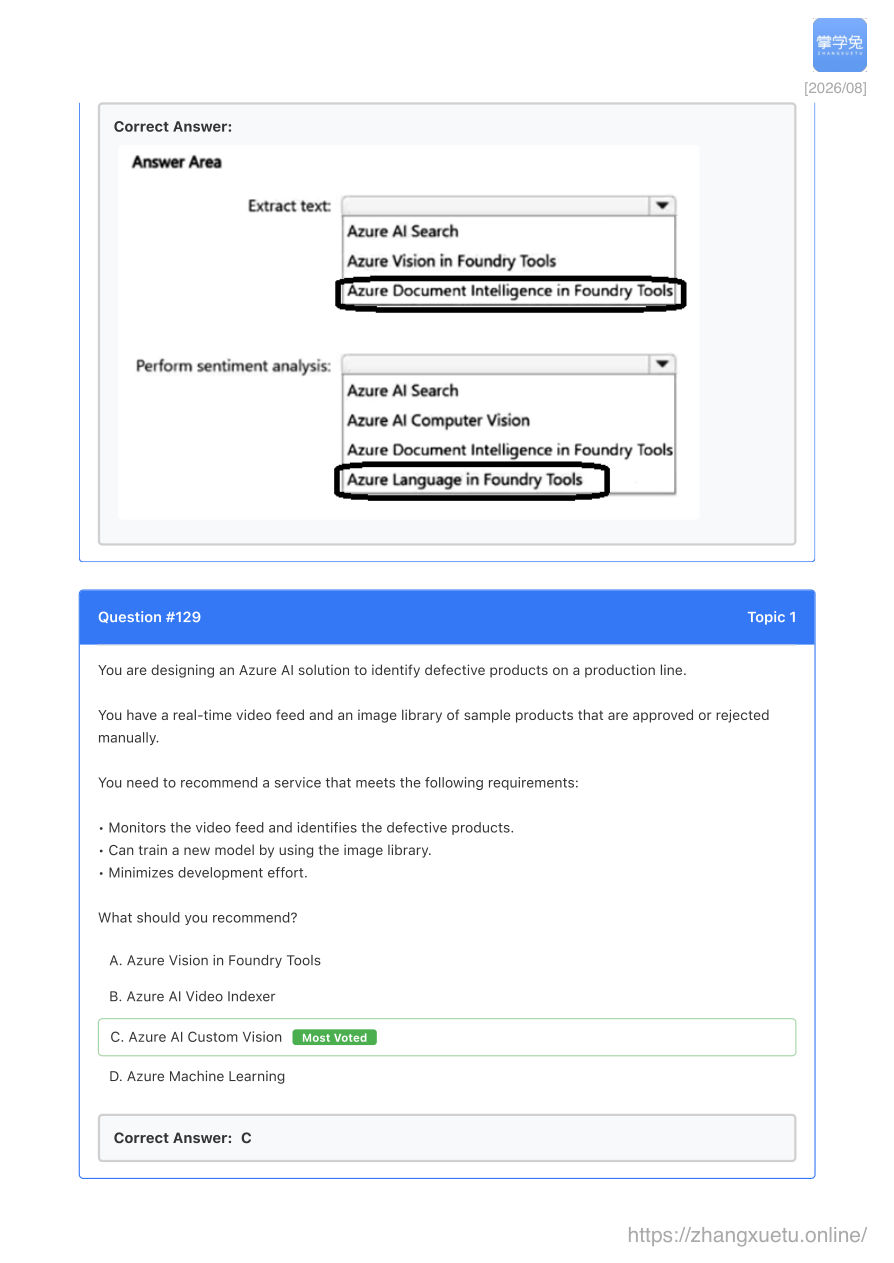 掌学兔
ZHANGXUETU
[2026/08]
Correct Answer:
Answer Area
Extract text:
Azure AI Search
Azure Vision in Foundry Tools
Azure Document Intelligence in Foundry Tools
Perform sentiment analysis:
Azure AI Search
Azure AI Computer Vision
Azure Document Intelligence in Foundry Tools
Azure Language in Foundry Tools
Question #129 Topic 1
You are designing an Azure AI solution to identify defective products on a production line.
You have a real-time video feed and an image library of sample products that are approved or rejected
manually.
You need to recommend a service that meets the following requirements:
• Monitors the video feed and identifies the defective products.
• Can train a new model by using the image library.
• Minimizes development effort.
What should you recommend?
A. Azure Vision in Foundry Tools
B. Azure AI Video Indexer
C. Azure AI Custom Vision Most Voted
D. Azure Machine Learning
Correct Answer: C
https://zhangxuetu.online/